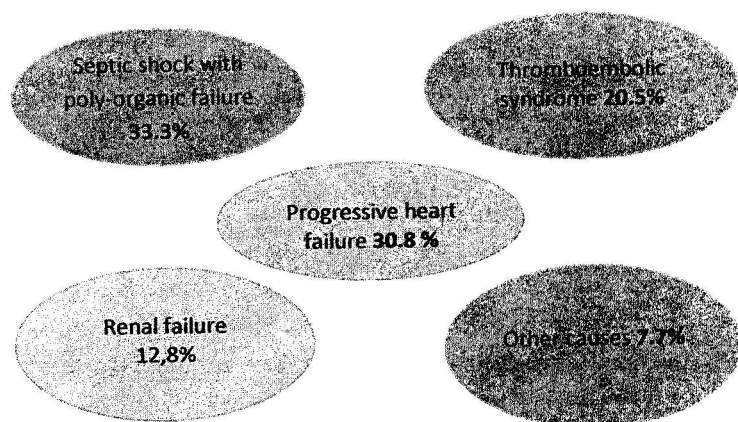 Septic shock with
poly-organic failure
33.3%
Thromboembolic
syndrome 20.5%
Progressive heart
failure 30.8 %
Renal failure
12,8%
Other causes 7.7%